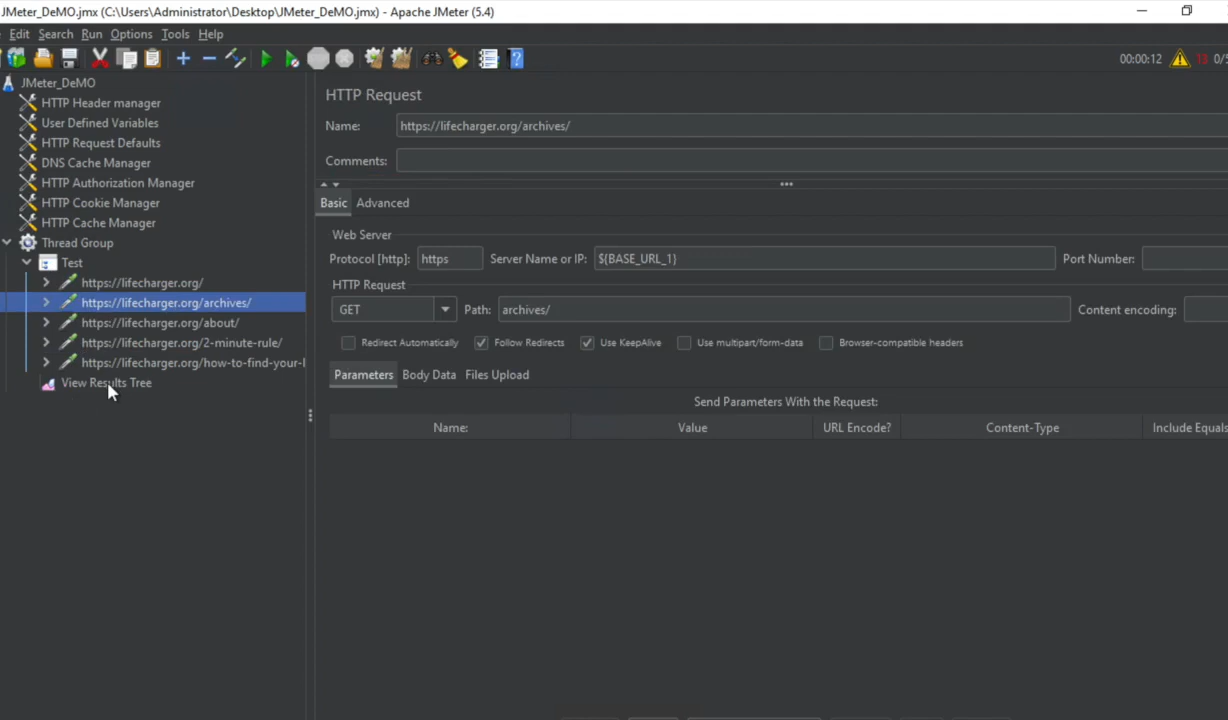 JMeter_DeMO.jmx (C:\Users\Administrator\Desktop\JMeter_DeMO.jmx) - Apache JMeter (5.4)
Edit Search Run Options Tools Help
00:00:12 13 0/5
JMeter_DeMO
HTTP Header manager
User Defined Variables
HTTP Request Defaults
DNS Cache Manager
HTTP Authorization Manager
HTTP Cookie Manager
HTTP Cache Manager
Thread Group
Test
https://lifecharger.org/
https://lifecharger.org/archives/
https://lifecharger.org/about/
https://lifecharger.org/2-minute-rule/
https://lifecharger.org/how-to-find-your-l
View Results Tree
HTTP Request
Name: https://lifecharger.org/archives/
Comments:
Basic Advanced
Web Server
Protocol [http]: https Server Name or IP: ${BASE_URL_1} Port Number:
HTTP Request
GET Path: archives/ Content encoding:
Redirect Automatically Follow Redirects Use KeepAlive Use multipart/form-data Browser-compatible headers
Parameters Body Data Files Upload
Send Parameters With the Request:
Name: Value URL Encode? Content-Type Include Equals